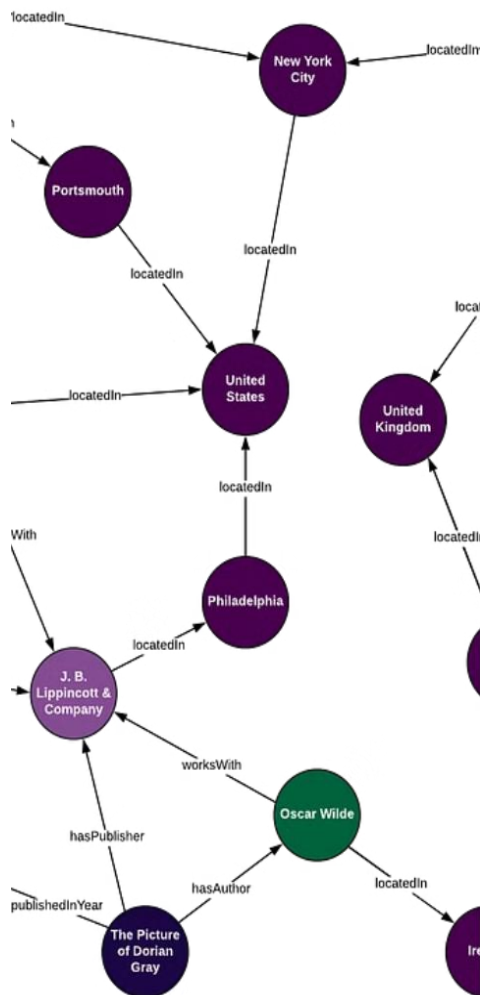 locatedIn
New York
City
locatedIn
Portsmouth
locatedIn
locatedIn
United
States
locatedIn
United
Kingdom
locatedIn
locatedIn
Philadelphia
With
locatedIn
J. B.
Lippincott &
Company
worksWith
Oscar Wilde
hasPublisher
hasAuthor
locatedIn
publishedInYear
The Picture
of Dorian
Gray